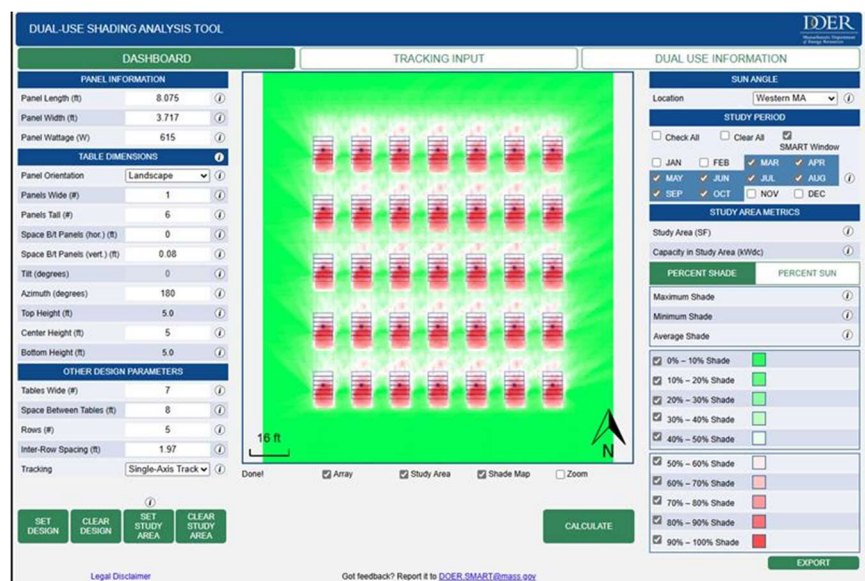 DUAL-USE SHADING ANALYSIS TOOL
DOER
Massachusetts Department
of Energy Resources
DASHBOARD TRACKING INPUT DUAL USE INFORMATION
PANEL INFORMATION
Panel Length (ft) 8.075
Panel Width (ft) 3.717
Panel Wattage (W) 615
TABLE DIMENSIONS
Panel Orientation Landscape
Panels Wide (#) 1
Panels Tall (#) 6
Space B/t Panels (hor.) (ft) 0
Space B/t Panels (vert.) (ft) 0.08
Tilt (degrees) 0
Azimuth (degrees) 180
Top Height (ft) 5.0
Center Height (ft) 5
Bottom Height (ft) 5.0
OTHER DESIGN PARAMETERS
Tables Wide (#) 7
Space Between Tables (ft) 8
Rows (#) 5
Inter-Row Spacing (ft) 1.97
Tracking Single-Axis Track
SET DESIGN
CLEAR DESIGN
SET STUDY AREA
CLEAR STUDY AREA
Legal Disclaimer
16 ft
N
Done!
Array
Study Area
Shade Map
Zoom
CALCULATE
Got feedback? Report it to DOER.SMART@mass.gov
SUN ANGLE
Location Western MA
STUDY PERIOD
Check All Clear All SMART Window
JAN FEB MAR APR
MAY JUN JUL AUG
SEP OCT NOV DEC
STUDY AREA METRICS
Study Area (SF)
Capacity in Study Area (kWdc)
PERCENT SHADE PERCENT SUN
Maximum Shade
Minimum Shade
Average Shade
0% – 10% Shade
10% – 20% Shade
20% – 30% Shade
30% – 40% Shade
40% – 50% Shade
50% – 60% Shade
60% – 70% Shade
70% – 80% Shade
80% – 90% Shade
90% – 100% Shade
EXPORT